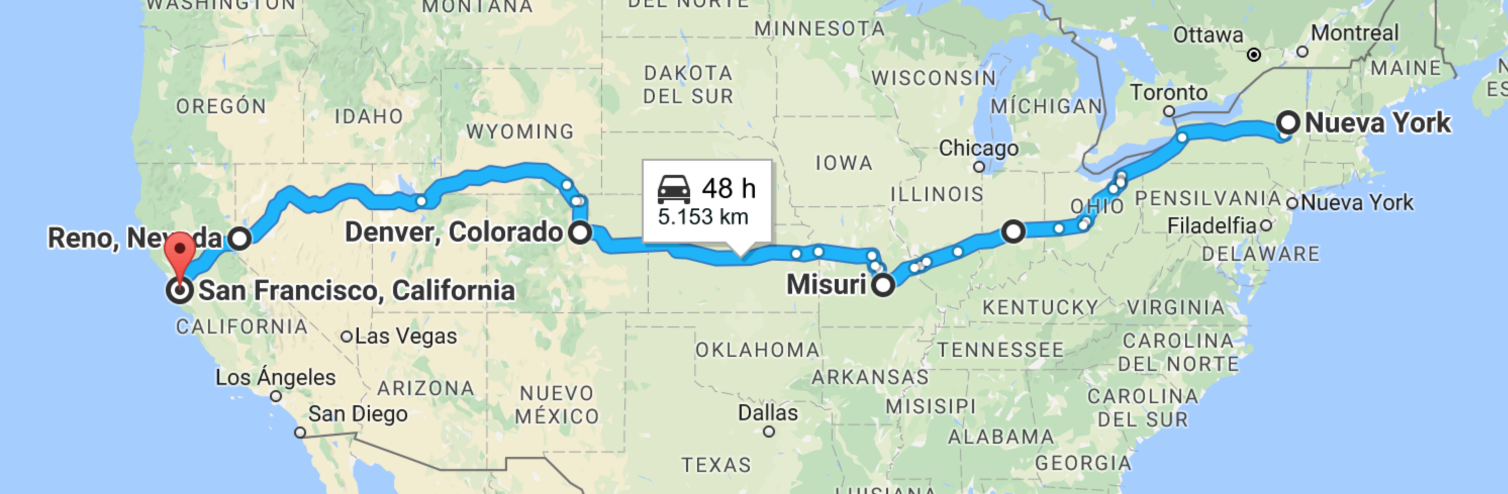 WASHINGTON
MONTANA
DEL NORTE
MINNESOTA
Ottawa
Montreal
MAINE
OREGÓN
IDAHO
WYOMING
DAKOTA
DEL SUR
WISCONSIN
MÍCHIGAN
Toronto
Nueva York
Chicago
IOWA
ILLINOIS
48 h
5.153 km
OHIO
PENSILVANIA
Nueva York
Filadelfia
DELAWARE
Reno, Nevada
Denver, Colorado
Misuri
San Francisco, California
CALIFORNIA
Las Vegas
KENTUCKY
VIRGINIA
OKLAHOMA
TENNESSEE
CAROLINA
DEL NORTE
Los Ángeles
ARIZONA
NUEVO
MÉXICO
ARKANSAS
MISISIPI
CAROLINA
DEL SUR
San Diego
Dallas
ALABAMA
TEXAS
GEORGIA
LUISIANA